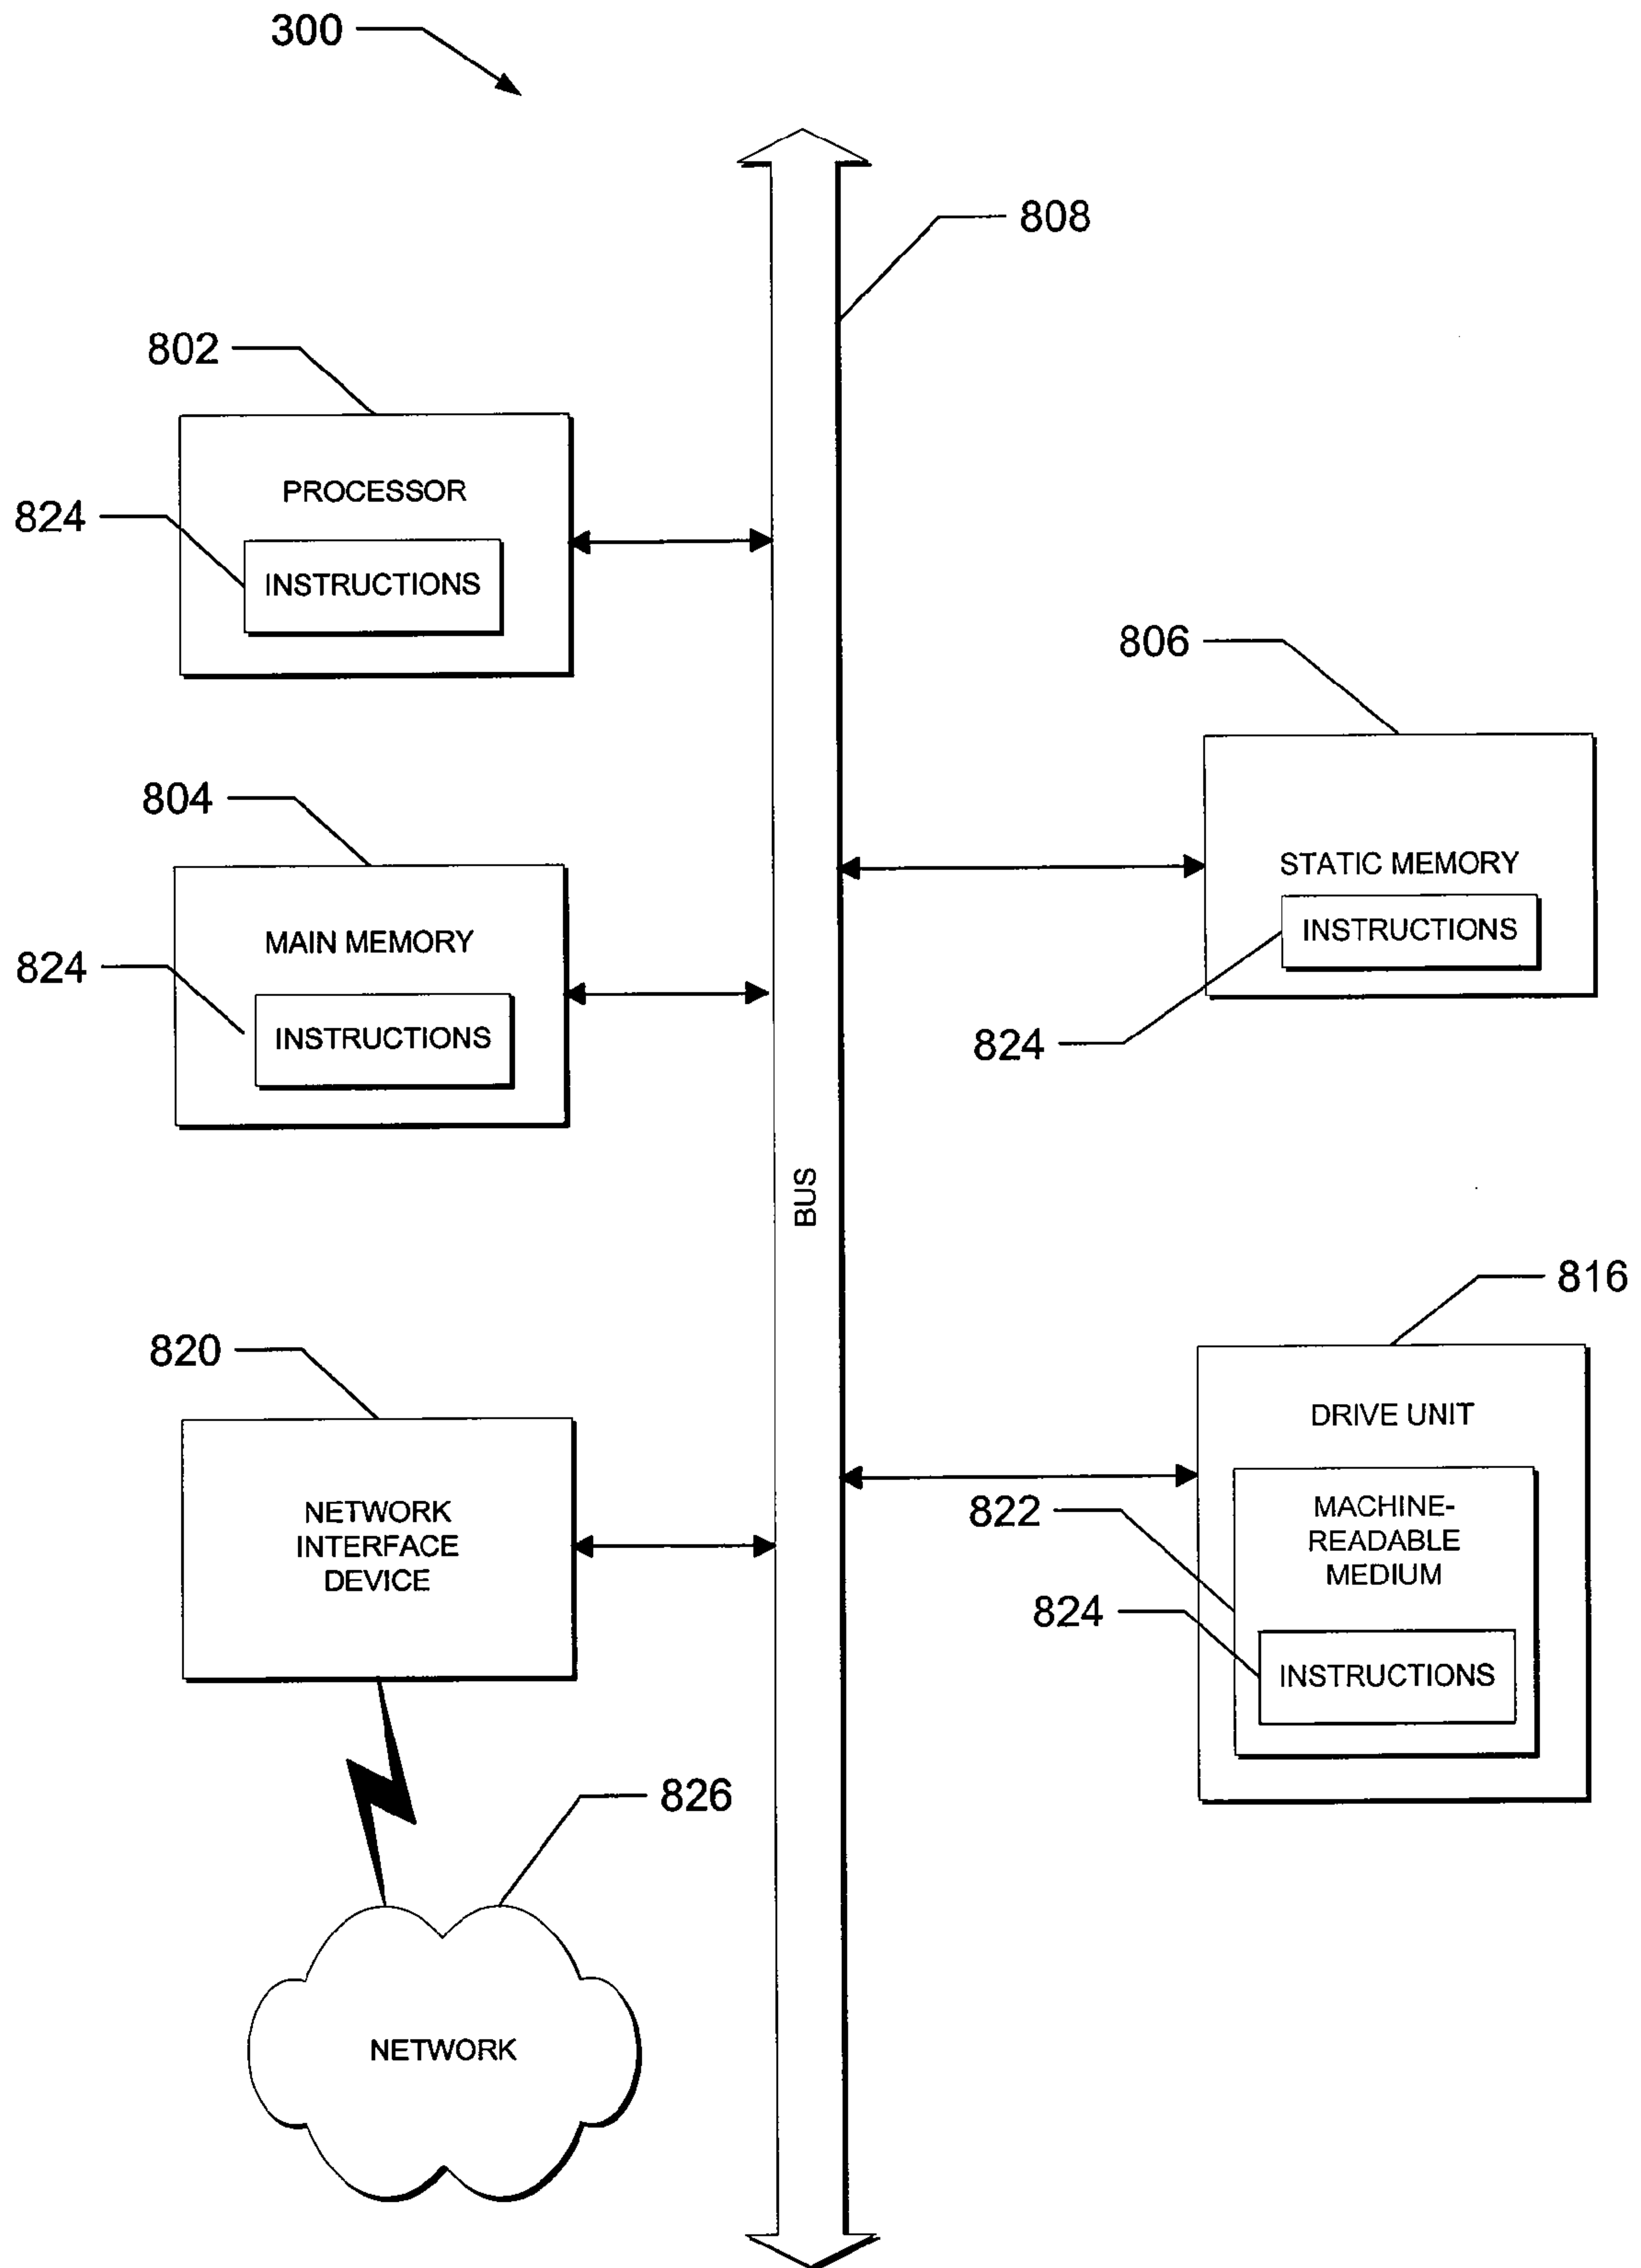 300
808
802
PROCESSOR
824
INSTRUCTIONS
806
804
STATIC MEMORY
MAIN MEMORY
INSTRUCTIONS
824
INSTRUCTIONS
824
BUS
816
820
DRIVE UNIT
NETWORK
INTERFACE
DEVICE
822
MACHINE-
READABLE
MEDIUM
824
INSTRUCTIONS
826
NETWORK